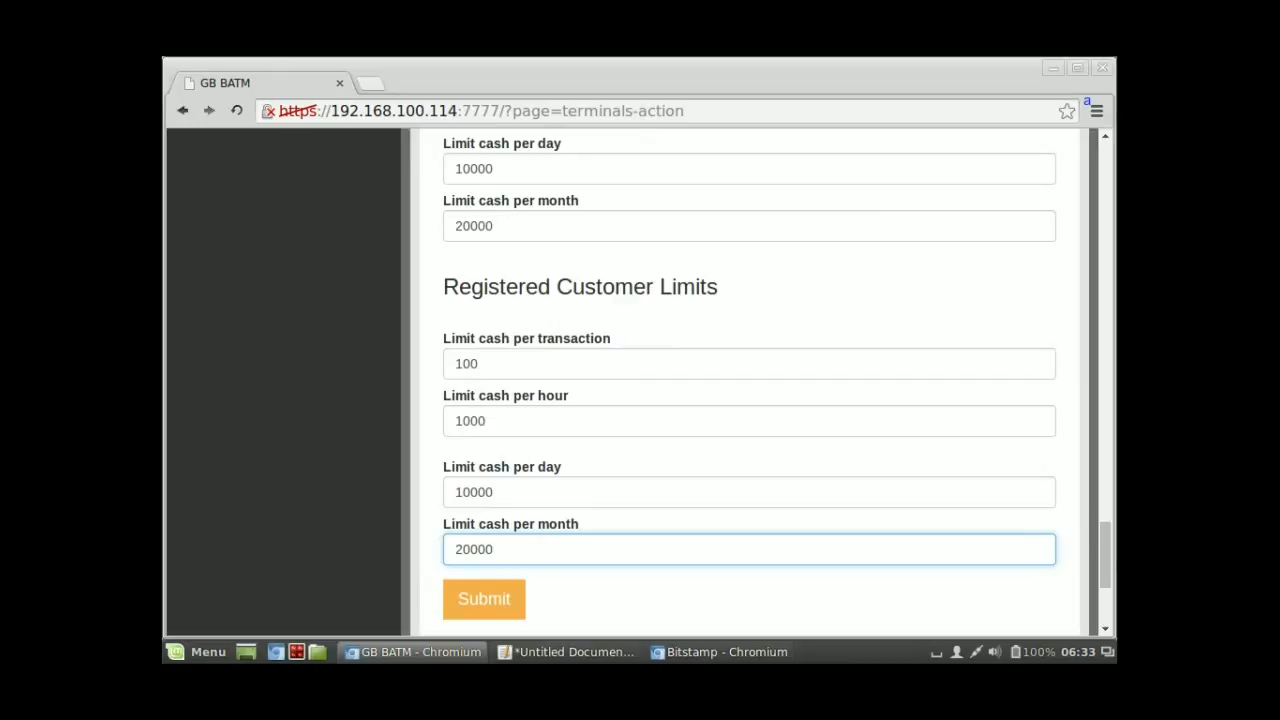 GB BATM
https://192.168.100.114:7777/?page=terminals-action
a
Limit cash per day
10000
Limit cash per month
20000
Registered Customer Limits
Limit cash per transaction
100
Limit cash per hour
1000
Limit cash per day
10000
Limit cash per month
20000
Submit
Menu GB BATM - Chromium *Untitled Documen... Bitstamp - Chromium 100% 06:33